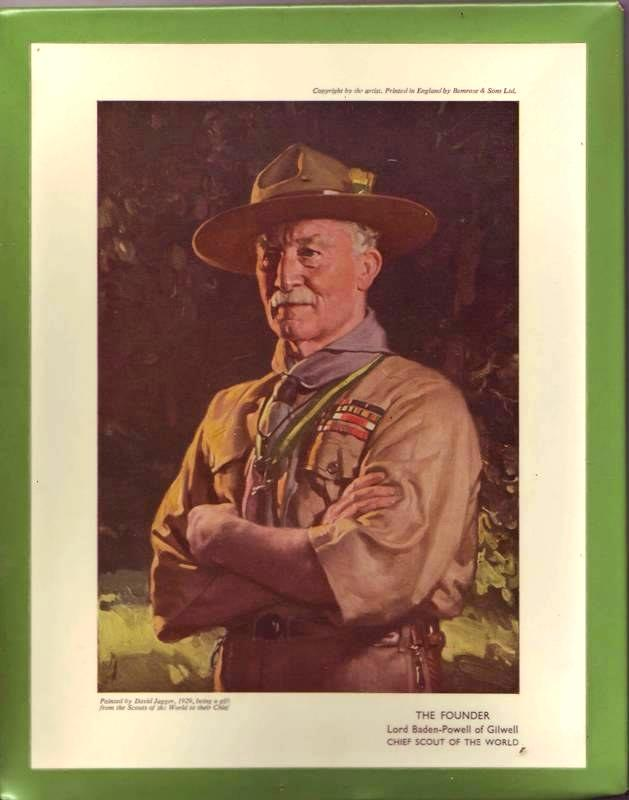 Copyright by the artist. Printed in England by Bemrose & Sons Ltd.
Painted by David Jagger, 1929, being a gift
from the Scouts of the World to their Chief
THE FOUNDER
Lord Baden-Powell of Gilwell
CHIEF SCOUT OF THE WORLD